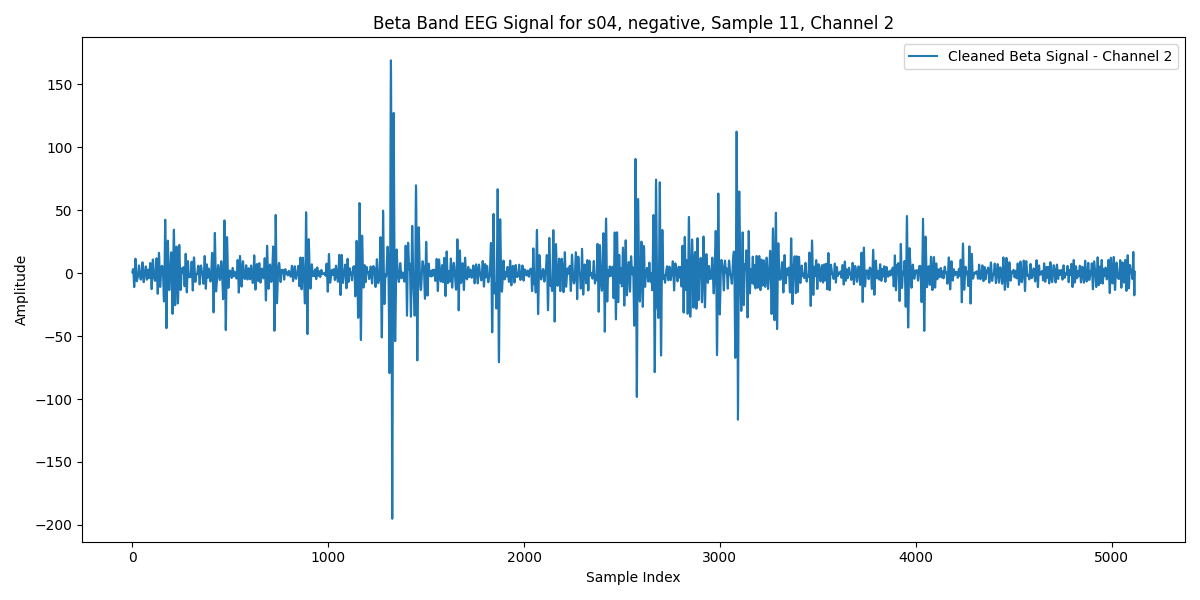 Beta Band EEG Signal for s04, negative, Sample 11, Channel 2
Cleaned Beta Signal - Channel 2
150
100
50
0
−50
−100
−150
−200
Amplitude
0 1000 2000 3000 4000 5000
Sample Index